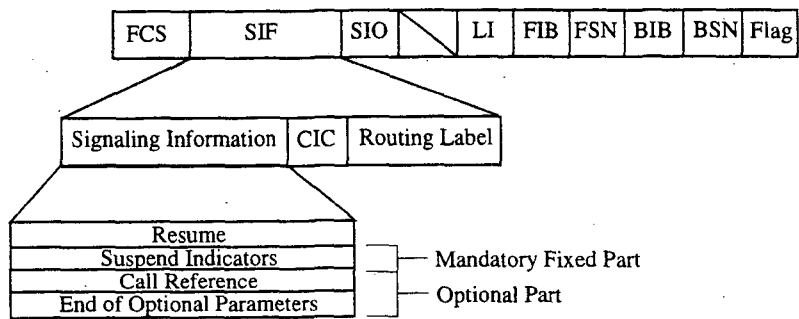 FCS SIF SIO LI FIB FSN BIB BSN Flag
Signaling Information CIC Routing Label
Resume
Suspend Indicators
Mandatory Fixed Part
Call Reference
Optional Part
End of Optional Parameters